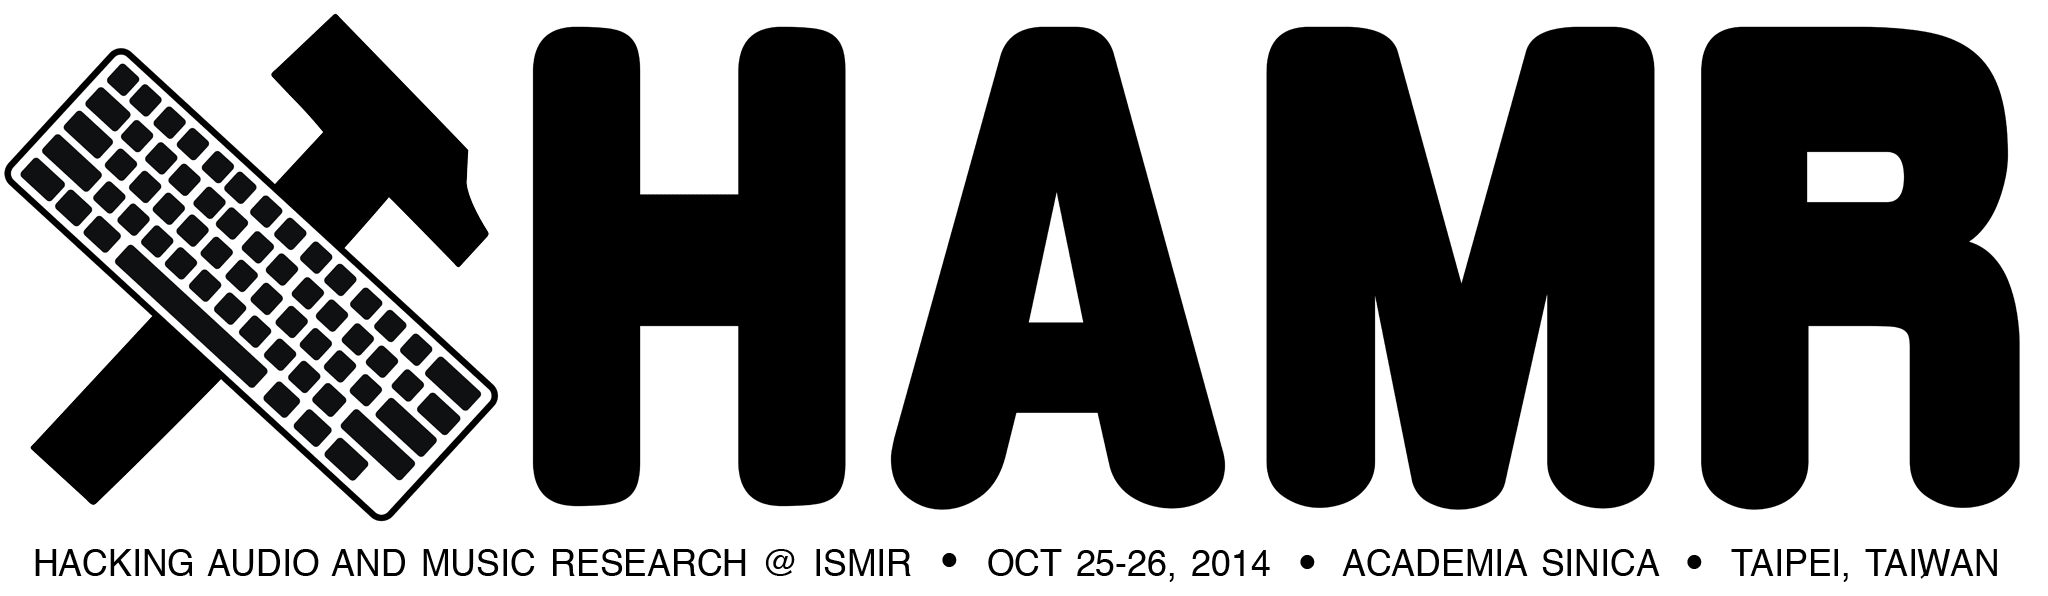 HAMR
HACKING AUDIO AND MUSIC RESEARCH @ ISMIR • OCT 25-26, 2014 • ACADEMIA SINICA • TAIPEI, TAIWAN